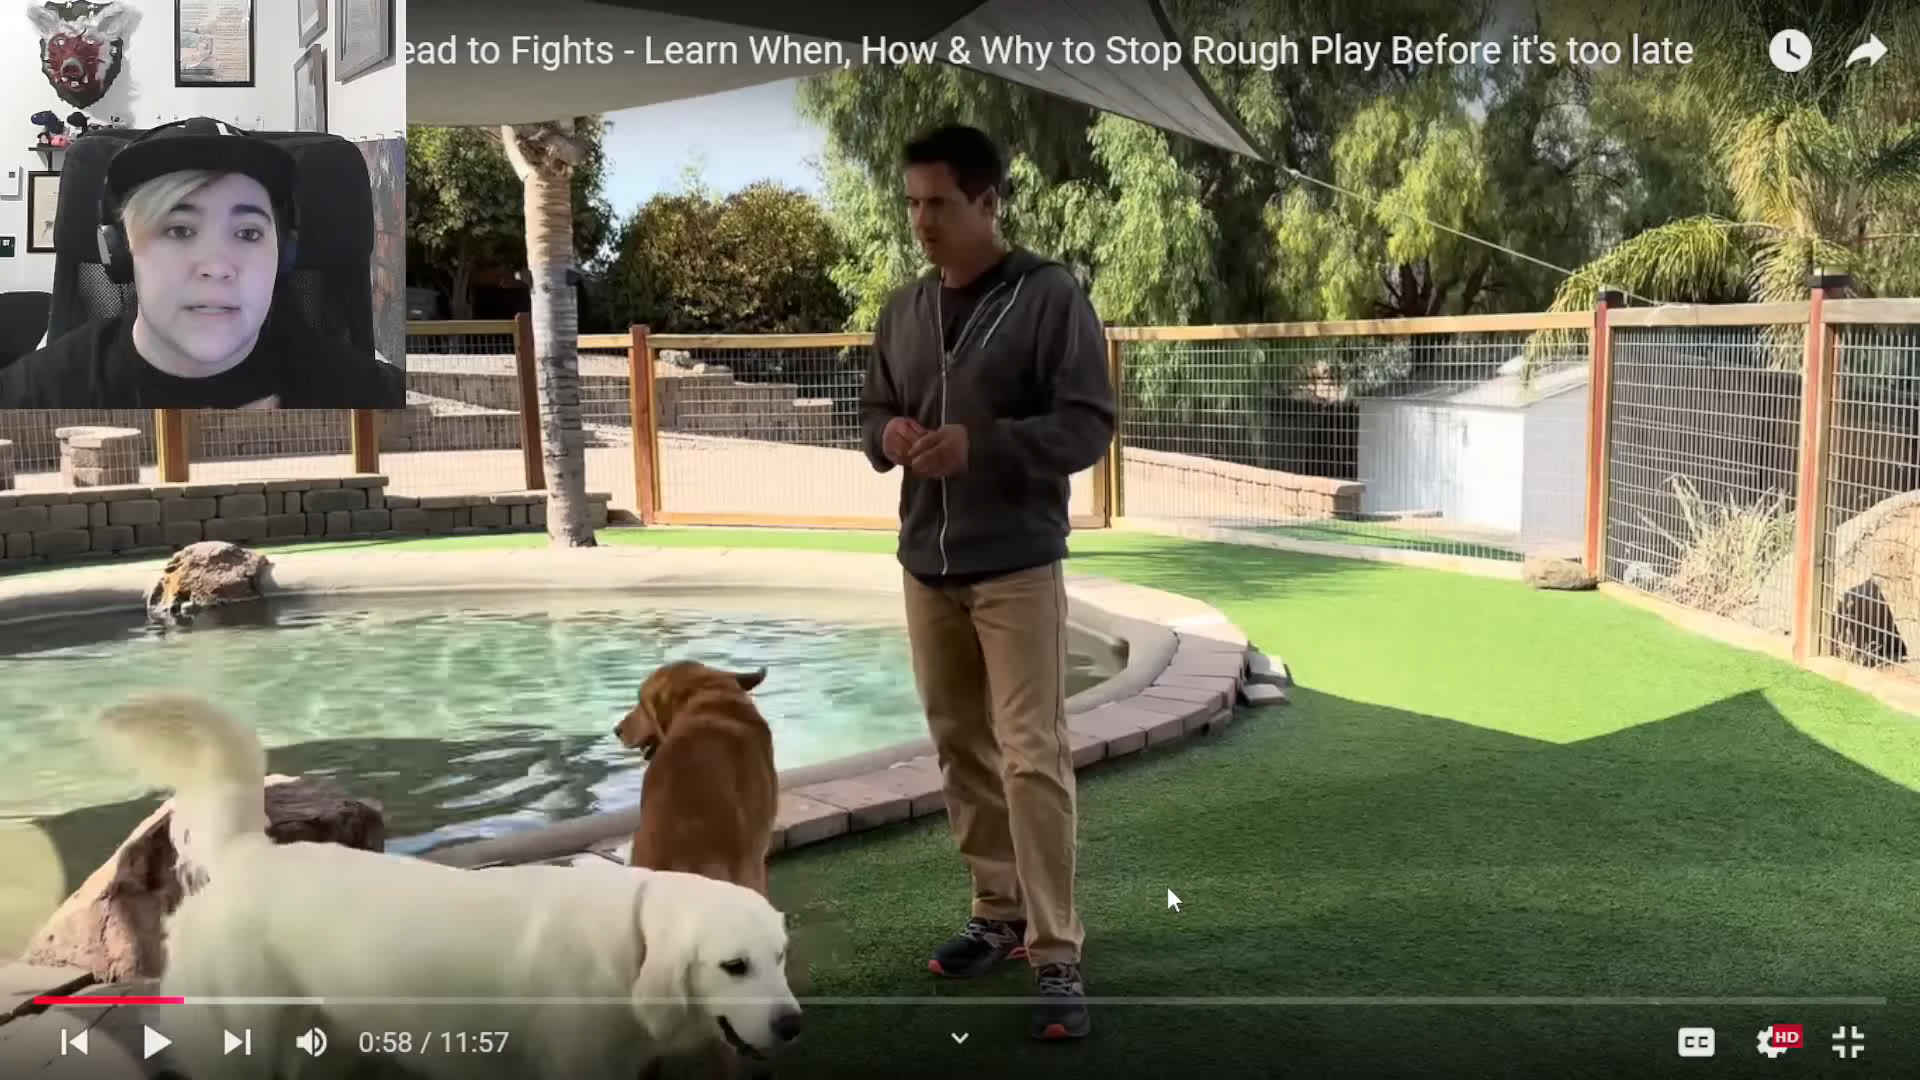 ead to Fights - Learn When, How & Why to Stop Rough Play Before it's too late
0:58 / 11:57
CC
HD